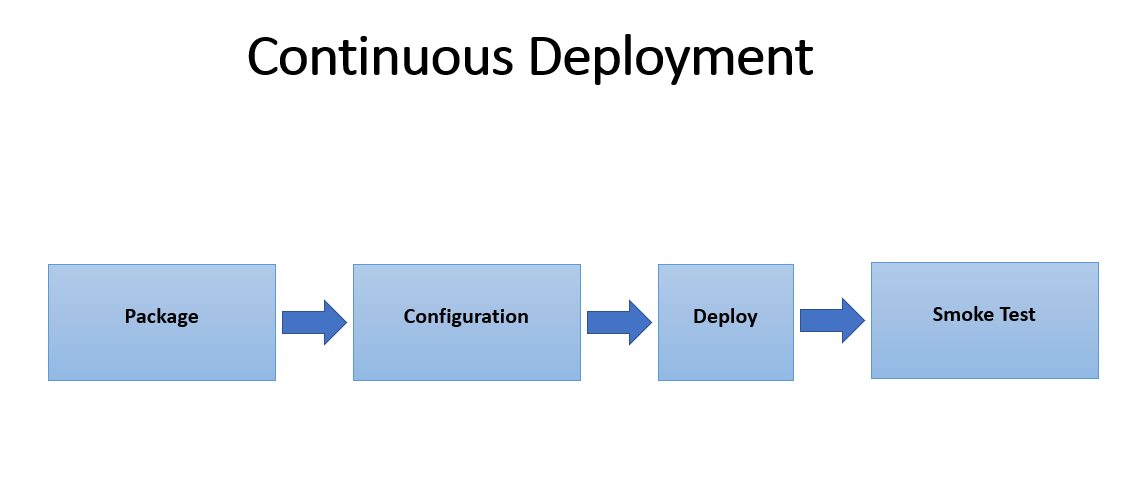 Continuous Deployment
Package
Configuration
Deploy
Smoke Test